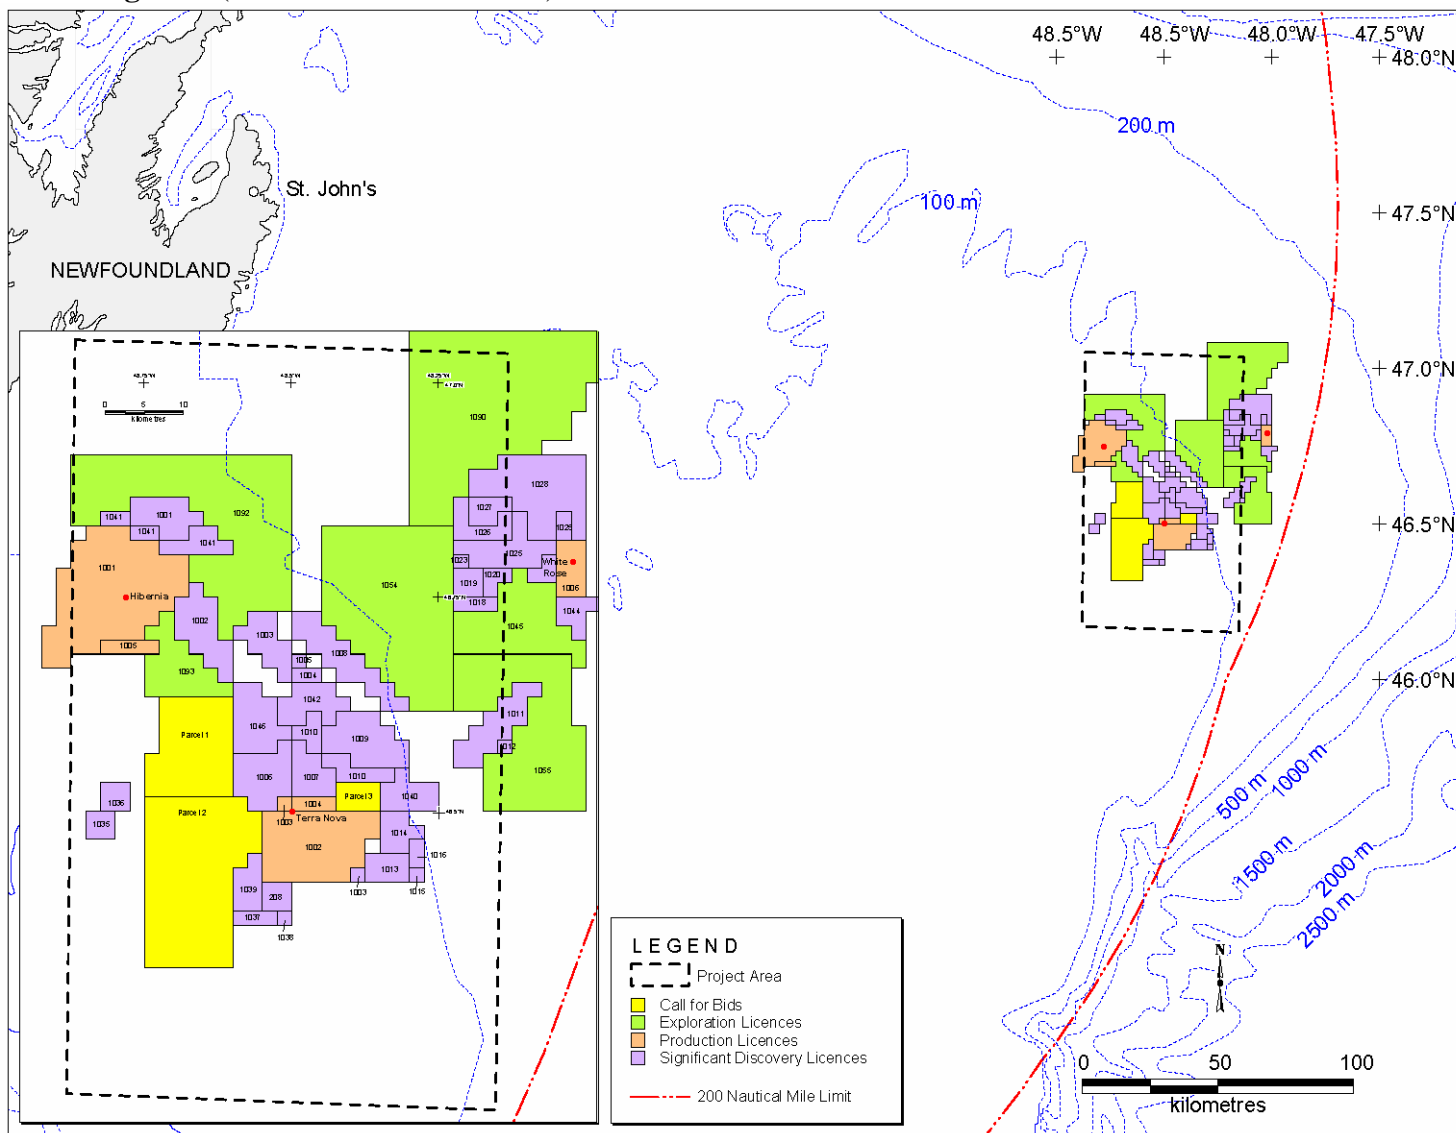 48.5°W 48.5°W 48.0°W 47.5°W
48.0°N
200 m
St. John's
100 m
47.5°N
NEWFOUNDLAND
47.0°N
46.5°N
46.0°N
0 5 10
kilometres
1090
1028
1027
1026
1025
1025
1023
1020
1019
1018
White
Rose
1006
1044
1045
1092
1041
1001
1041
1041
1001
Hibernia
1005
1002
1093
1054
1003
1008
1005
1004
1042
1046
1010
1009
1011
1012
1055
Parcel 1
1006
1007
1010
1036
1035
Parcel 2
1004
Parcel 3
1040
1003
Terra Nova
1002
1014
1016
1013
1003
1015
1039
208
1037
1038
500 m
1000 m
1500 m
2000 m
2500 m
N
LEGEND
Project Area
Call for Bids
Exploration Licences
Production Licences
Significant Discovery Licences
200 Nautical Mile Limit
0 50 100
kilometres